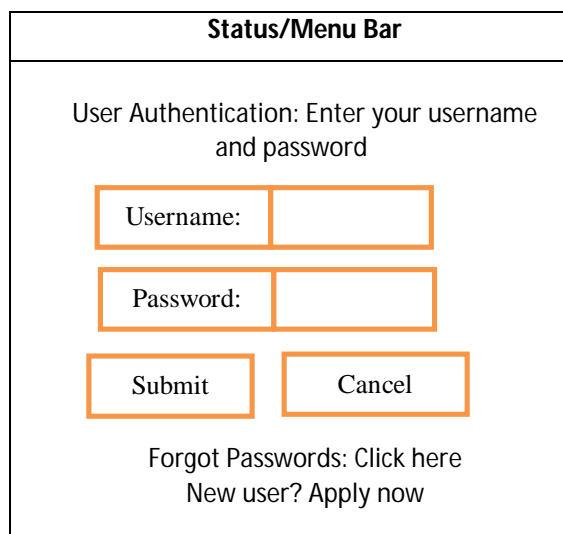 Status/Menu Bar
User Authentication: Enter your username
and password
Username:
Password:
Submit
Cancel
Forgot Passwords: Click here
New user? Apply now